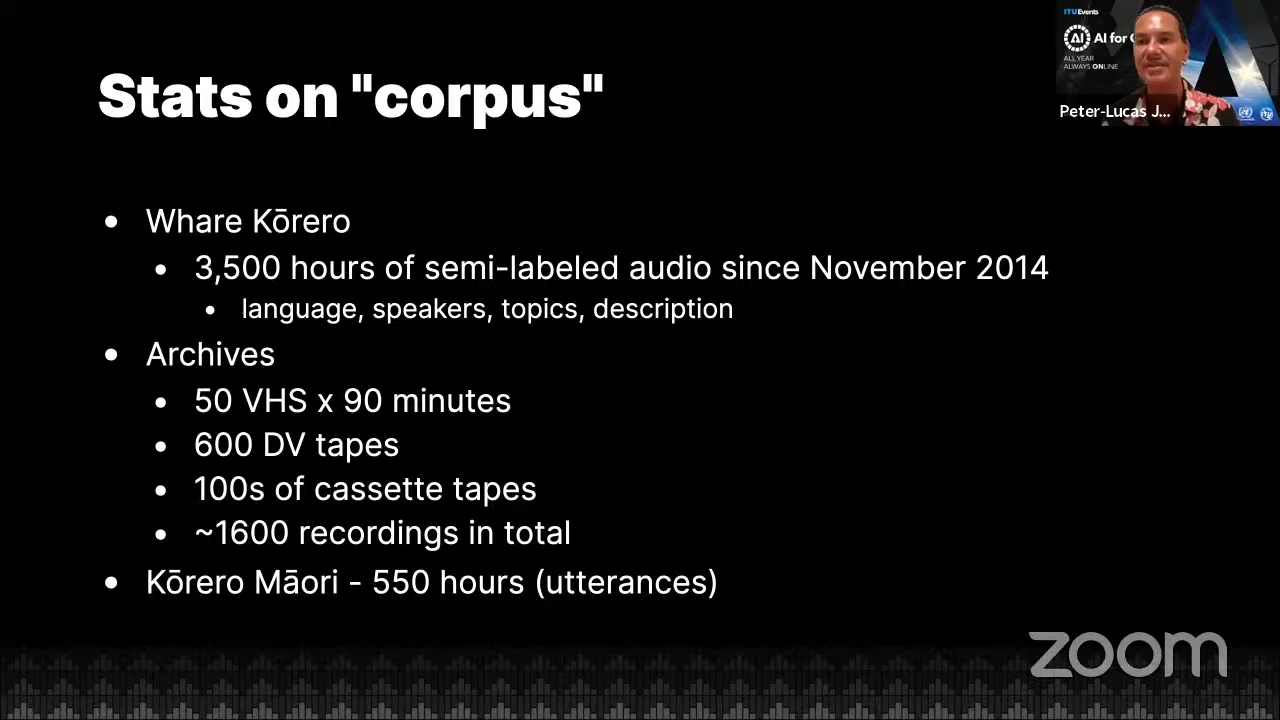 Stats on "corpus"
• Whare Kōrero
• 3,500 hours of semi-labeled audio since November 2014
• language, speakers, topics, description
• Archives
• 50 VHS x 90 minutes
• 600 DV tapes
• 100s of cassette tapes
• ~1600 recordings in total
• Kōrero Māori - 550 hours (utterances)
ITUEvents
AI
AI for
ALL YEAR
ALWAYS ONLINE
Peter-Lucas J...
zoom